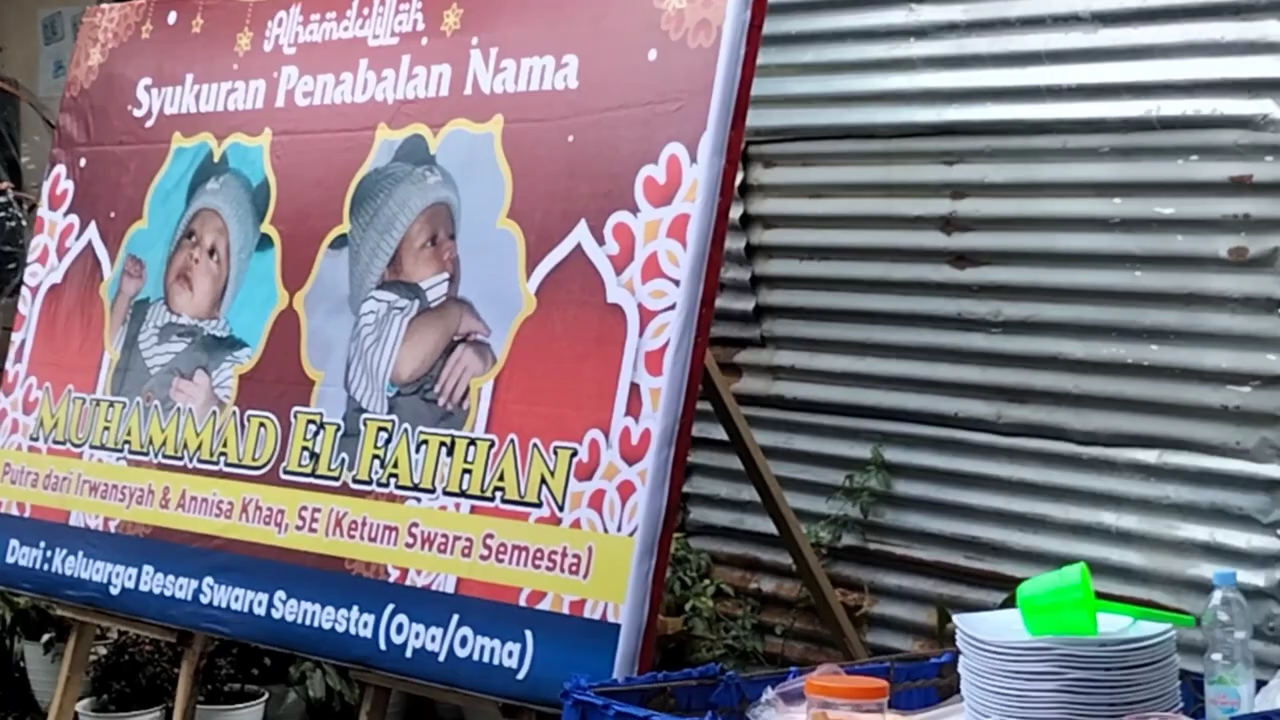 Alhamdulillah
Syukuran Penabalan Nama
MUHAMMAD EL FATHAN
Putra dari Irwansyah & Annisa Khaq, SE (Ketum Swara Semesta)
Dari : Keluarga Besar Swara Semesta (Opa/Oma)